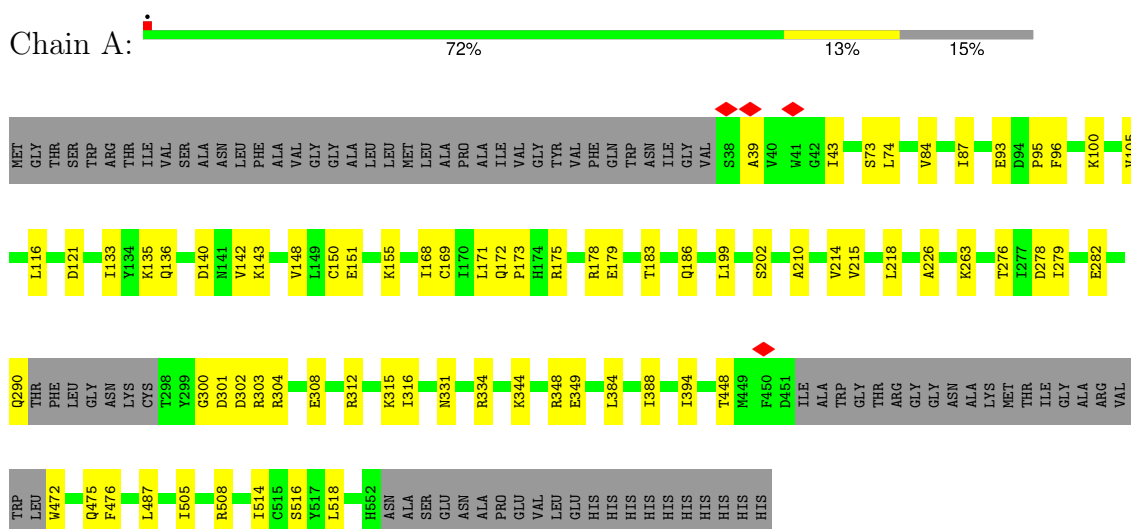 Chain A:
72% 13% 15%
MET GLY THR SER TRP ARG THR ILE VAL SER ALA ASN LEU PHE ALA VAL GLY GLY ALA LEU LEU MET LEU ALA PRO ALA ILE VAL GLY TYR VAL PHE GLN TRP ASN ILE GLY VAL S38 A39 V40 W41 G42 I43 S73 L74 V84 I87 E93 D94 P95 F96 K100 V105
L116 D121 I133 Y134 K135 Q136 D140 N141 V142 K143 V148 L149 C150 E151 K155 I168 C169 I170 L171 Q172 P173 H174 R175 R178 E179 T183 Q186 L199 S202 A210 V214 V215 L218 A226 K263 T276 I277 D278 I279 E282
Q290 THR PHE LEU GLY ASN LYS CYS T298 Y299 G300 D301 D302 R303 R304 E308 R312 K315 I316 N331 R334 K344 R348 E349 L384 I388 I394 T448 M449 F450 D451 ILE ALA TRP GLY THR ARG GLY GLY ASN ALA LYS MET THR ILE GLY ALA ARG VAL
TRP LEU W472 Q475 F476 L487 I505 R508 I514 C515 S516 Y517 L518 H552 ASN ALA SER GLU ASN ALA PRO GLU VAL LEU GLU HIS HIS HIS HIS HIS HIS HIS HIS HIS HIS